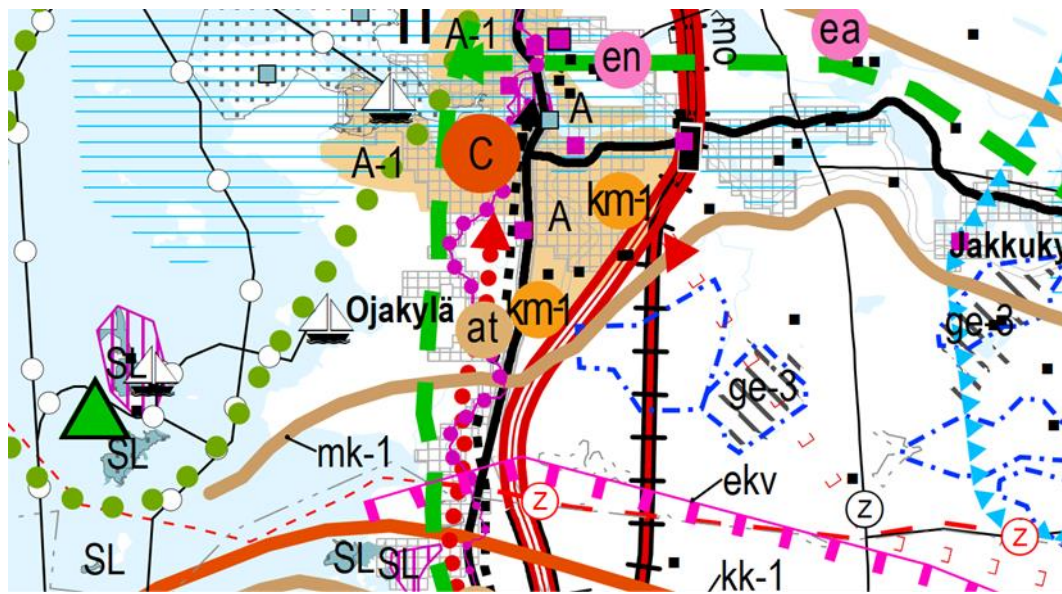 A-1
mo
ea
en
A
C
A-1
km-1
A
Jakkuky
Ojakylä
km-1
at
ge-3
SL
ge-3
mk-1
SL
ekv
z
z
z
SL
SL
SL
kk-1